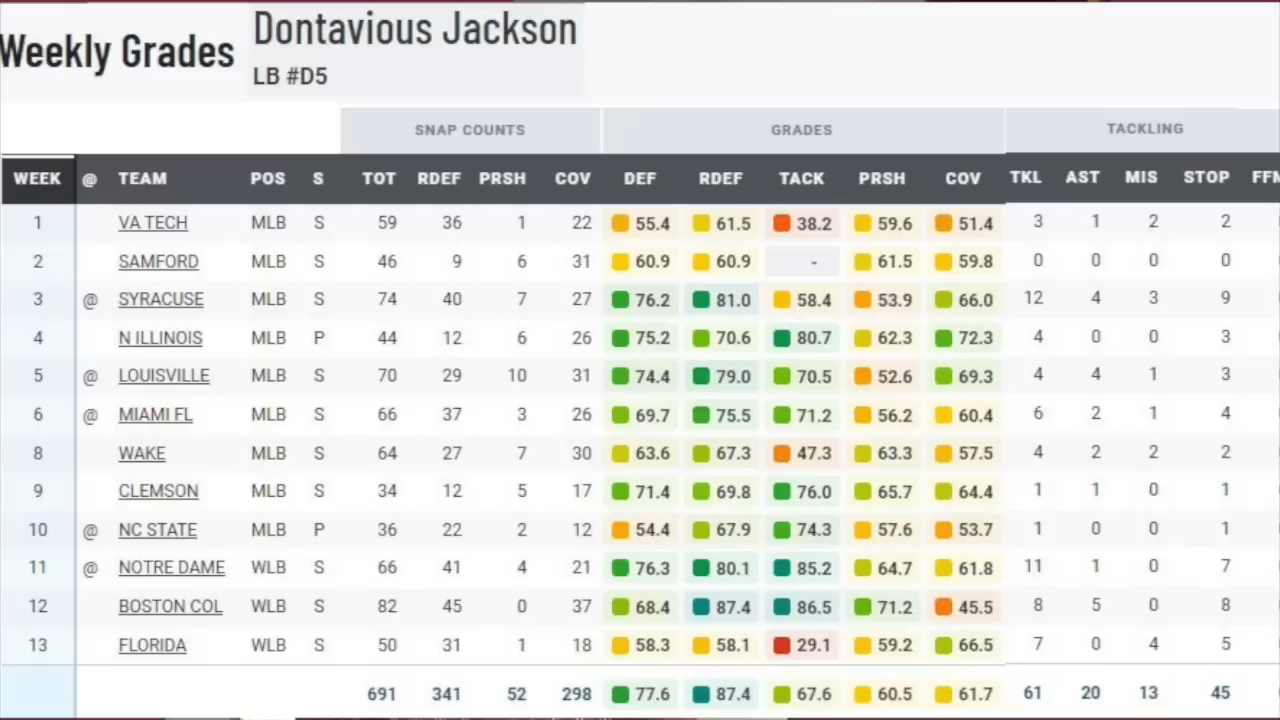 Weekly Grades
Dontavious Jackson
LB #D5
SNAP COUNTS GRADES TACKLING
WEEK @ TEAM POS S TOT RDEF PRSH COV DEF RDEF TACK PRSH COV TKL AST MIS STOP FFM
1 VA TECH MLB S 59 36 1 22 55.4 61.5 38.2 59.6 51.4 3 1 2 2
2 SAMFORD MLB S 46 9 6 31 60.9 60.9 - 61.5 59.8 0 0 0 0
3 @ SYRACUSE MLB S 74 40 7 27 76.2 81.0 58.4 53.9 66.0 12 4 3 9
4 N ILLINOIS MLB P 44 12 6 26 75.2 70.6 80.7 62.3 72.3 4 0 0 3
5 @ LOUISVILLE MLB S 70 29 10 31 74.4 79.0 70.5 52.6 69.3 4 4 1 3
6 @ MIAMI FL MLB S 66 37 3 26 69.7 75.5 71.2 56.2 60.4 6 2 1 4
8 WAKE MLB S 64 27 7 30 63.6 67.3 47.3 63.3 57.5 4 2 2 2
9 CLEMSON MLB S 34 12 5 17 71.4 69.8 76.0 65.7 64.4 1 1 0 1
10 @ NC STATE MLB P 36 22 2 12 54.4 67.9 74.3 57.6 53.7 1 0 0 1
11 @ NOTRE DAME WLB S 66 41 4 21 76.3 80.1 85.2 64.7 61.8 11 1 0 7
12 BOSTON COL WLB S 82 45 0 37 68.4 87.4 86.5 71.2 45.5 8 5 0 8
13 FLORIDA WLB S 50 31 1 18 58.3 58.1 29.1 59.2 66.5 7 0 4 5
691 341 52 298 77.6 87.4 67.6 60.5 61.7 61 20 13 45